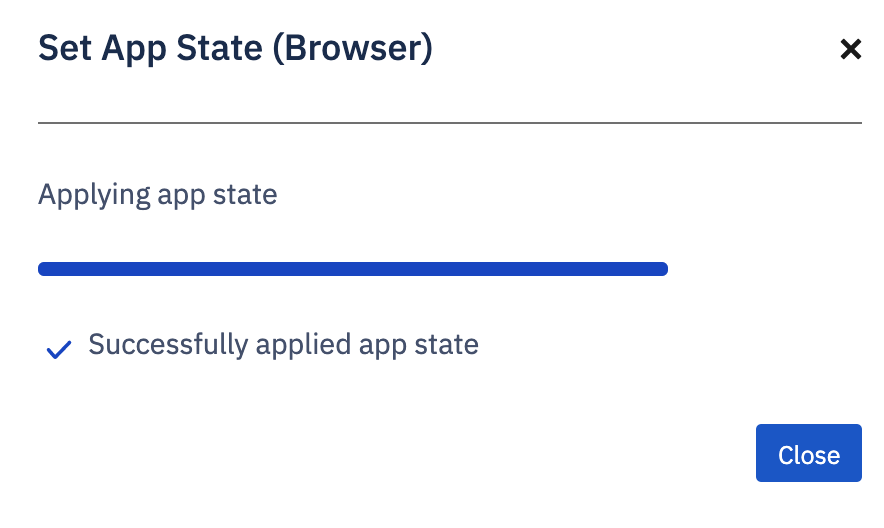 Set App State (Browser)
Applying app state
Successfully applied app state
Close